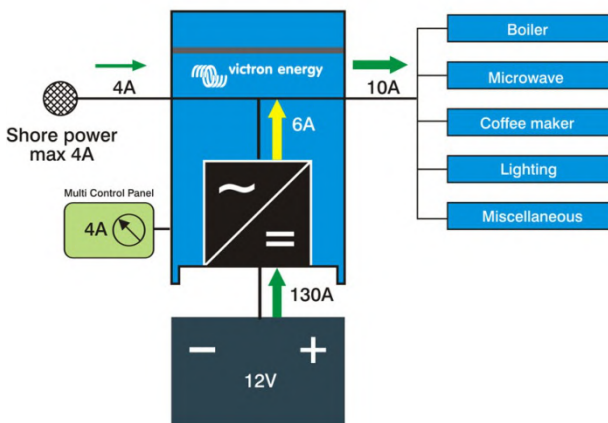 victron energy
4A
Shore power
max 4A
10A
6A
Multi Control Panel
4A
130A
12V
Boiler
Microwave
Coffee maker
Lighting
Miscellaneous